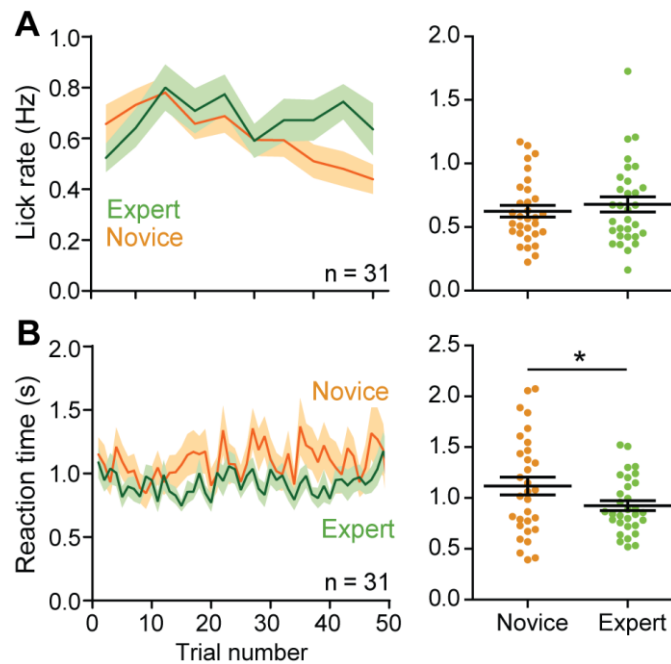 A
Lick rate (Hz)
1.0
0.8
0.6
0.4
0.2
0.0
Expert
Novice
n = 31
2.0
1.5
1.0
0.5
0.0
B
Reaction time (s)
2.0
1.5
1.0
0.5
0.0
Novice
Expert
n = 31
0 10 20 30 40 50
Trial number
2.5
2.0
1.5
1.0
0.5
0.0
*
Novice Expert